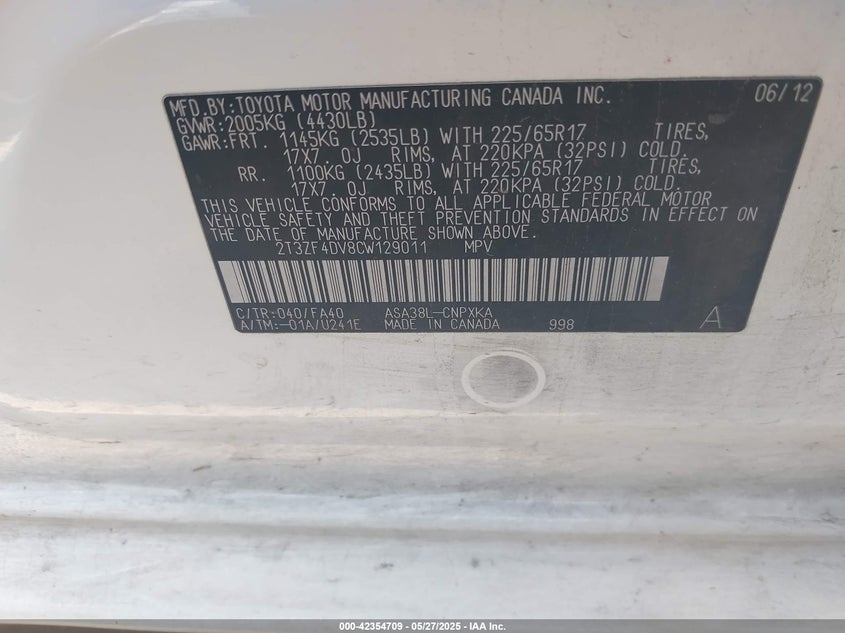 MFD.BY:TOYOTA MOTOR MANUFACTURING CANADA INC. 06/12
GVWR:2005KG (4430LB)
GAWR:FRT. 1145KG (2535LB) WITH 225/65R17 TIRES,
17X7. 0J RIMS, AT 220KPA (32PSI) COLD.
RR. 1100KG (2435LB) WITH 225/65R17 TIRES,
17X7. 0J RIMS, AT 220KPA (32PSI) COLD.
THIS VEHICLE CONFORMS TO ALL APPLICABLE FEDERAL MOTOR
VEHICLE SAFETY AND THEFT PREVENTION STANDARDS IN EFFECT ON
THE DATE OF MANUFACTURE SHOWN ABOVE.
2T3ZF4DV8CW129011 MPV
C/TR:040/FA40 ASA38L-CNPXKA
A/TM:-01A/U241E MADE IN CANADA 998 A
000-42354709 - 05/27/2025 - IAA Inc.